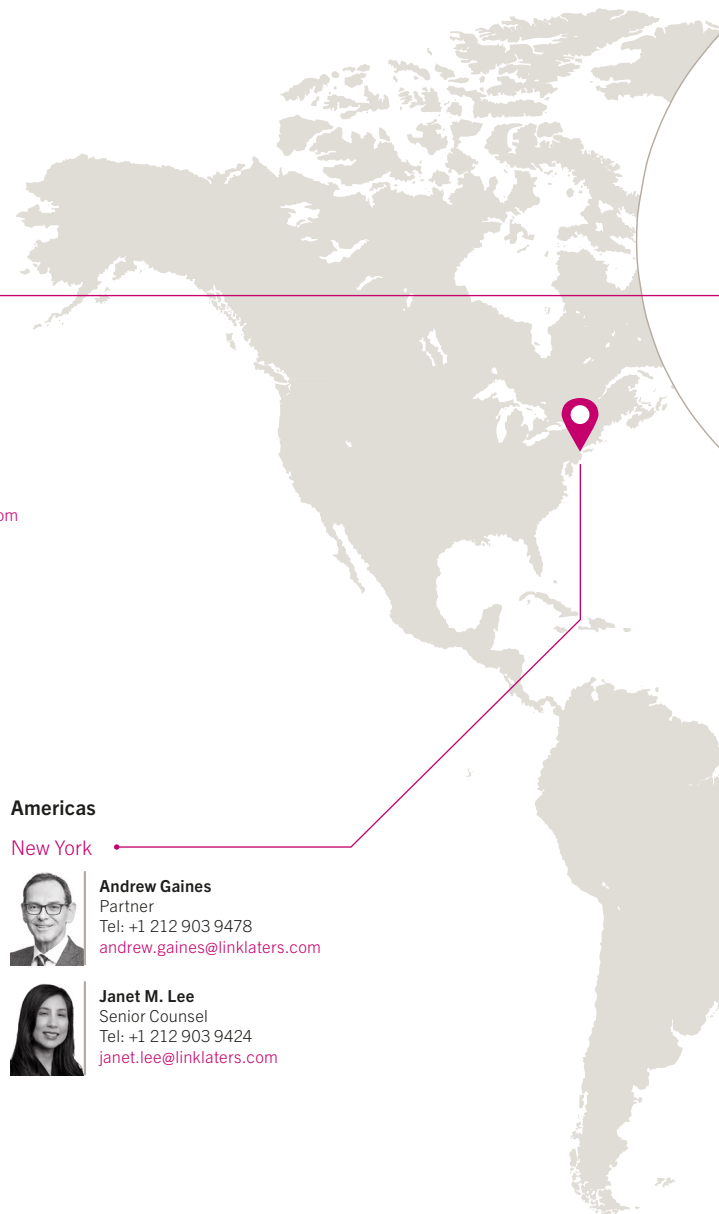 om
Americas
New York
Andrew Gaines
Partner
Tel: +1 212 903 9478
andrew.gaines@linklaters.com
Janet M. Lee
Senior Counsel
Tel: +1 212 903 9424
janet.lee@linklaters.com